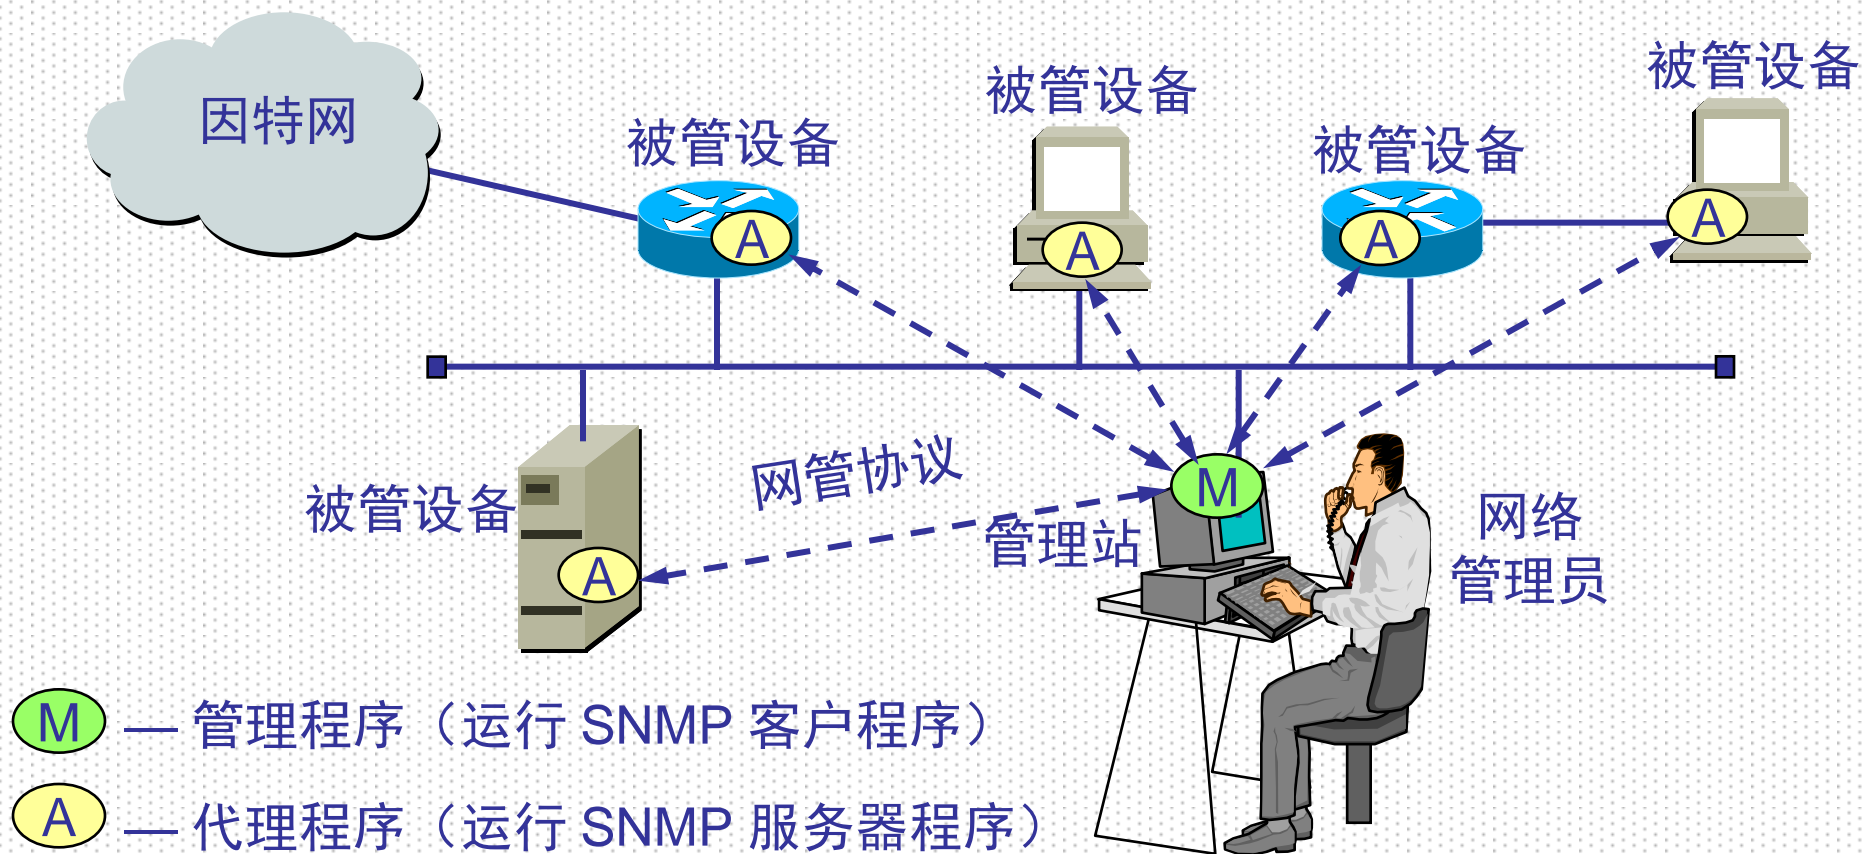 被管设备
被管设备
因特网
被管设备
被管设备
A
A
A
A
网管协议
M
被管设备
管理站
网络
管理员
A
M — 管理程序（运行 SNMP 客户程序）
A — 代理程序（运行 SNMP 服务器程序）